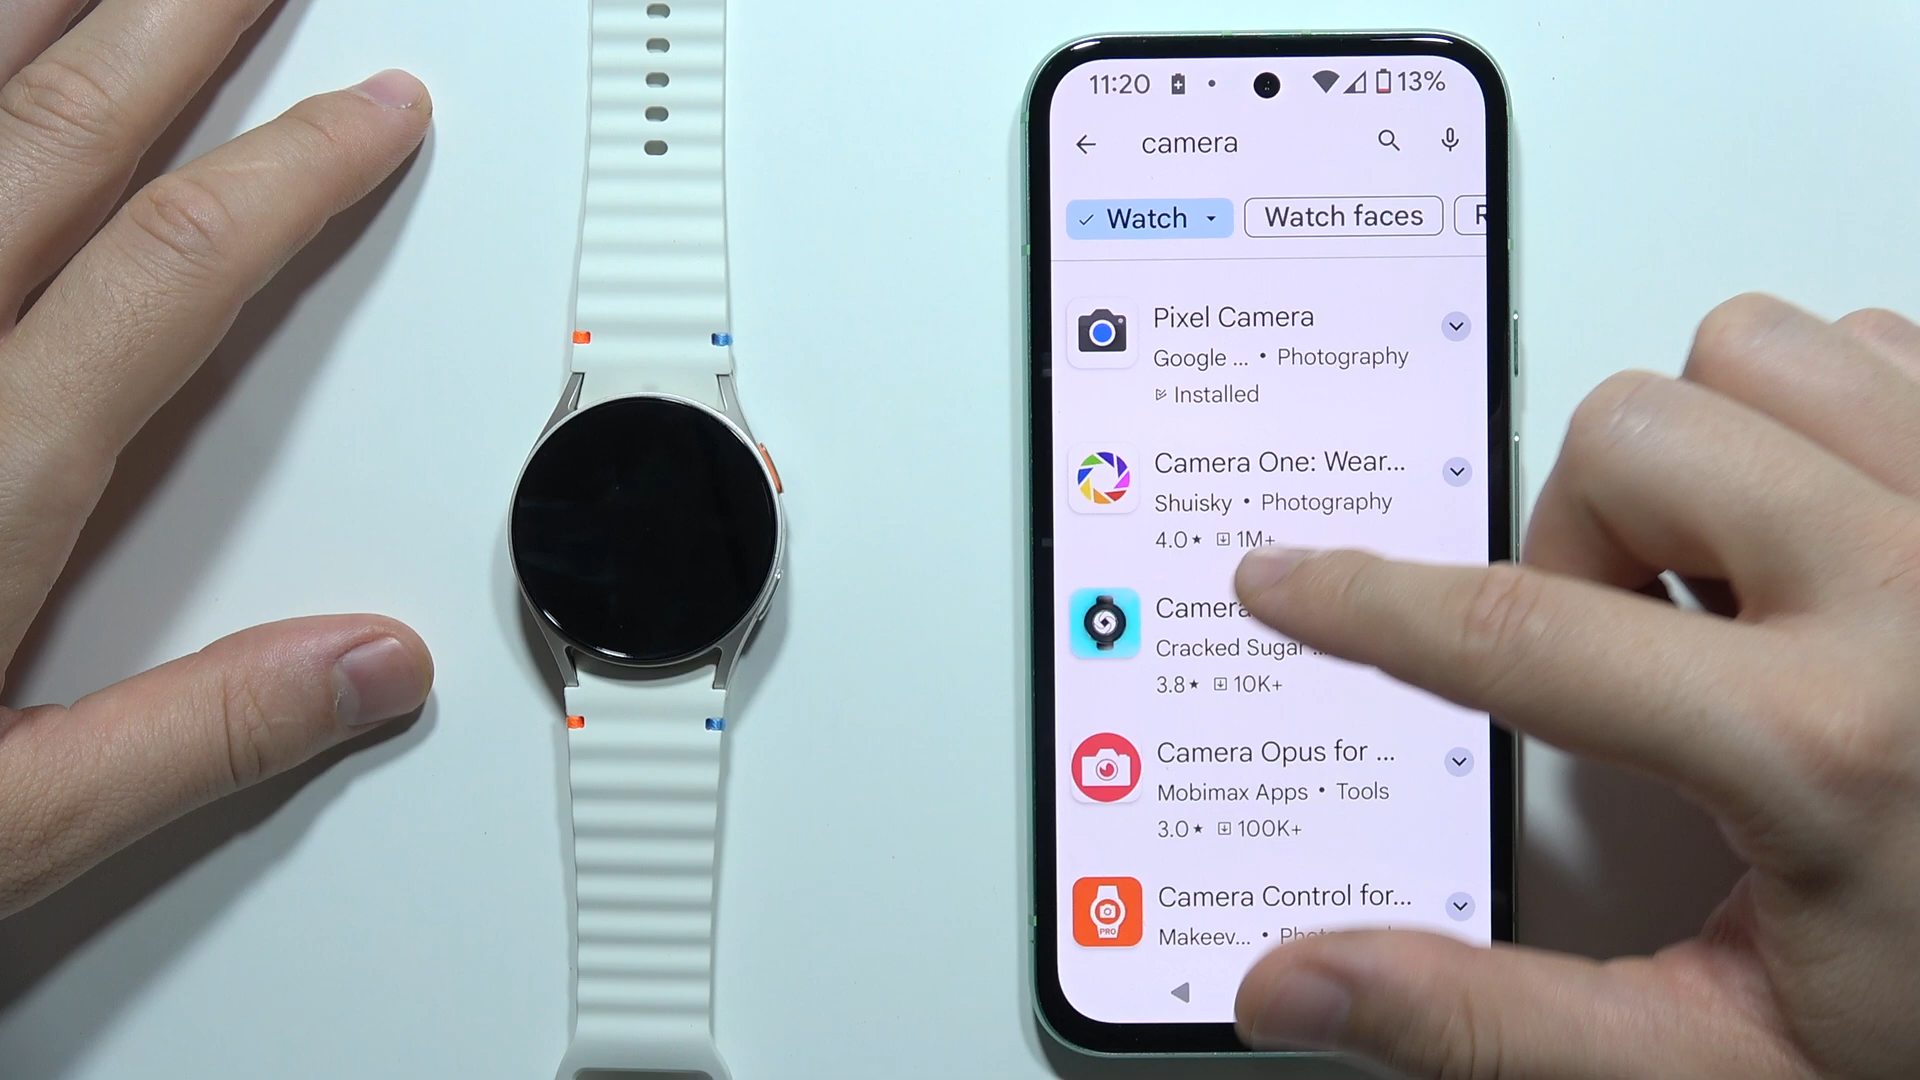 11:20 13%
camera
Watch Watch faces R
Pixel Camera
Google ... • Photography
Installed
Camera One: Wear...
Shuisky • Photography
4.0★ 1M+
Camera
Cracked Sugar ...
3.8★ 10K+
Camera Opus for ...
Mobimax Apps • Tools
3.0★ 100K+
Camera Control for...
PRO
Makeev... •